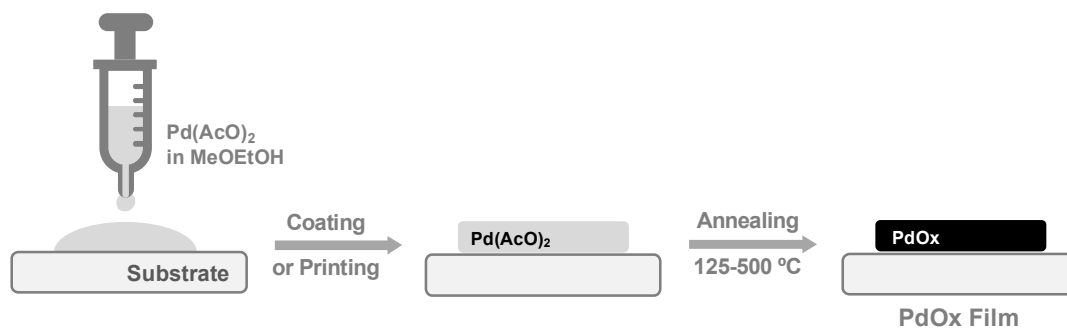 Pd(AcO)₂
in MeOEtOH
Substrate
Coating
or Printing
Pd(AcO)₂
Annealing
125-500 ºC
PdOx
PdOx Film